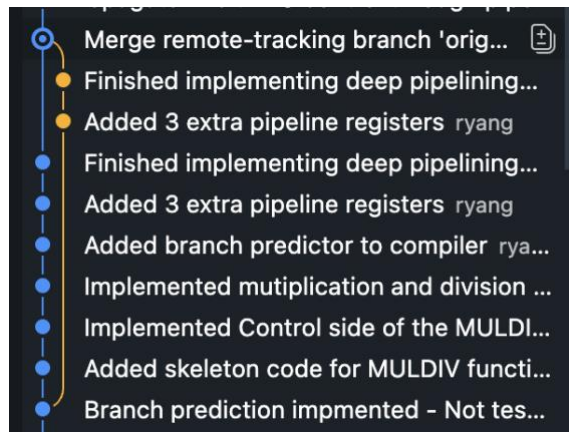 Merge remote-tracking branch 'orig...
Finished implementing deep pipelining...
Added 3 extra pipeline registers ryang
Finished implementing deep pipelining...
Added 3 extra pipeline registers ryang
Added branch predictor to compiler rya...
Implemented mutiplication and division ...
Implemented Control side of the MULDI...
Added skeleton code for MULDIV functi...
Branch prediction impmented - Not tes...